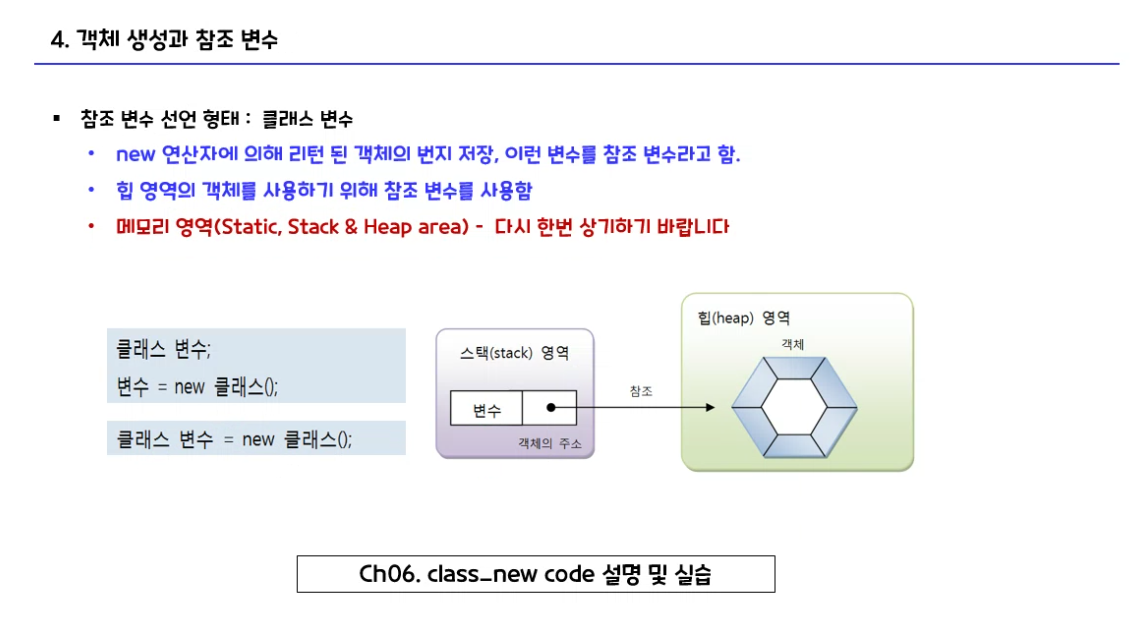 4. 객체 생성과 참조 변수
▪ 참조 변수 선언 형태 : 클래스 변수
• new 연산자에 의해 리턴 된 객체의 번지 저장, 이런 변수를 참조 변수라고 함.
• 힙 영역의 객체를 사용하기 위해 참조 변수를 사용함
• 메모리 영역(Static, Stack & Heap area) - 다시 한번 상기하기 바랍니다
클래스 변수;
변수 = new 클래스();
클래스 변수 = new 클래스();
스택(stack) 영역
변수
객체의 주소
참조
힙(heap) 영역
객체
Ch06. class_new code 설명 및 실습